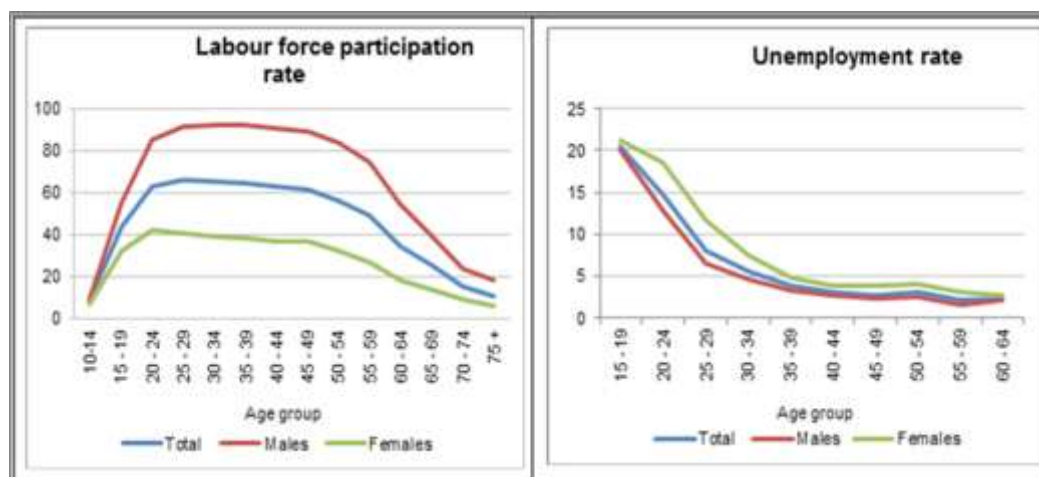 Labour force participation
rate
100
80
60
40
20
0
10-14
15 - 19
20 - 24
25 - 29
30 - 34
35 - 39
40 - 44
45 - 49
50 - 54
55 - 59
60 - 64
65 - 69
70 - 74
75 +
Age group
Total Males Females
Unemployment rate
25
20
15
10
5
0
15 - 19
20 - 24
25 - 29
30 - 34
35 - 39
40 - 44
45 - 49
50 - 54
55 - 59
60 - 64
Age group
Total Males Females